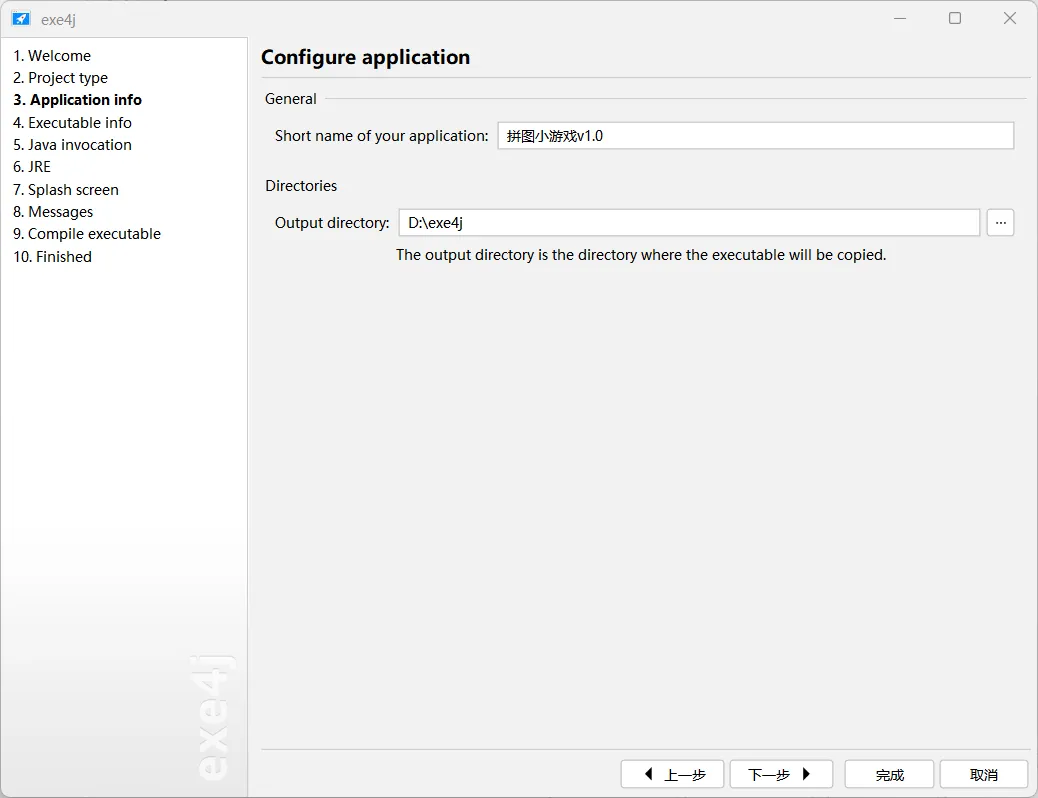 exe4j
1. Welcome
2. Project type
3. Application info
4. Executable info
5. Java invocation
6. JRE
7. Splash screen
8. Messages
9. Compile executable
10. Finished
exe4j
Configure application
General
Short name of your application: 拼图小游戏v1.0
Directories
Output directory: D:\exe4j ...
The output directory is the directory where the executable will be copied.
上一步 下一步 完成 取消